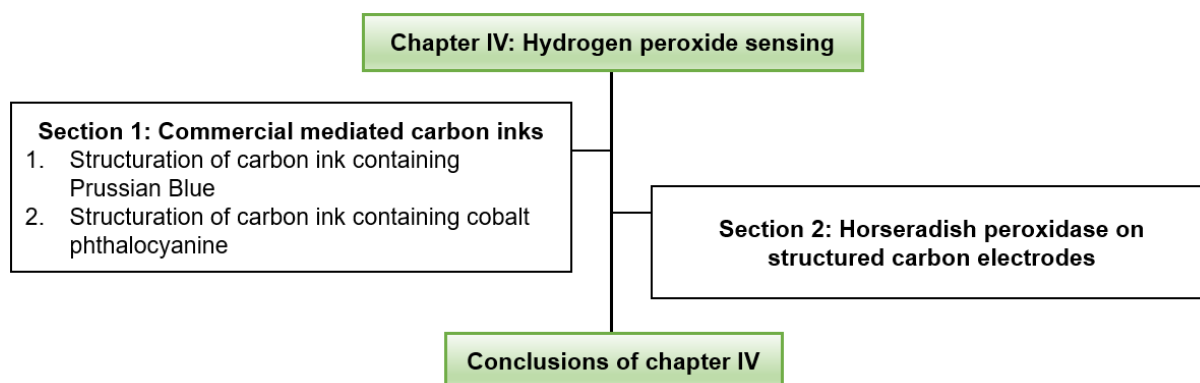 Chapter IV: Hydrogen peroxide sensing
Section 1: Commercial mediated carbon inks
1. Structuration of carbon ink containing
Prussian Blue
2. Structuration of carbon ink containing cobalt
phthalocyanine
Section 2: Horseradish peroxidase on
structured carbon electrodes
Conclusions of chapter IV